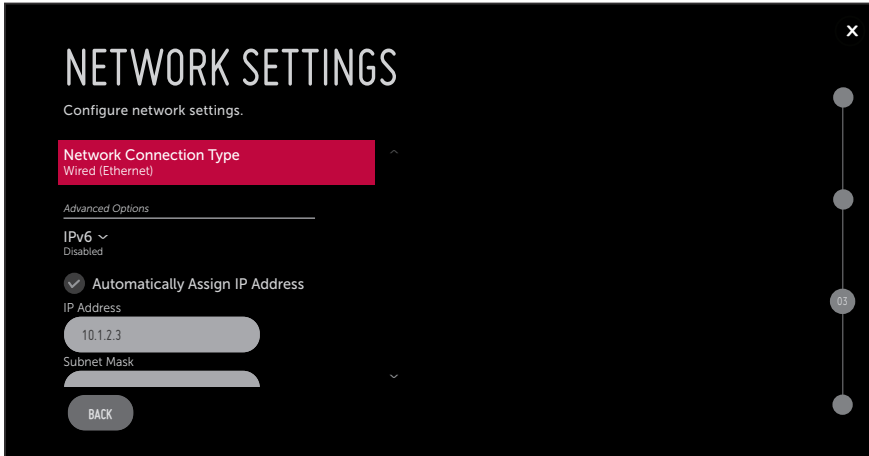 X
NETWORK SETTINGS
Configure network settings.
Network Connection Type
Wired (Ethernet)
Advanced Options
IPv6
Disabled
Automatically Assign IP Address
IP Address
10.1.2.3
03
Subnet Mask
BACK